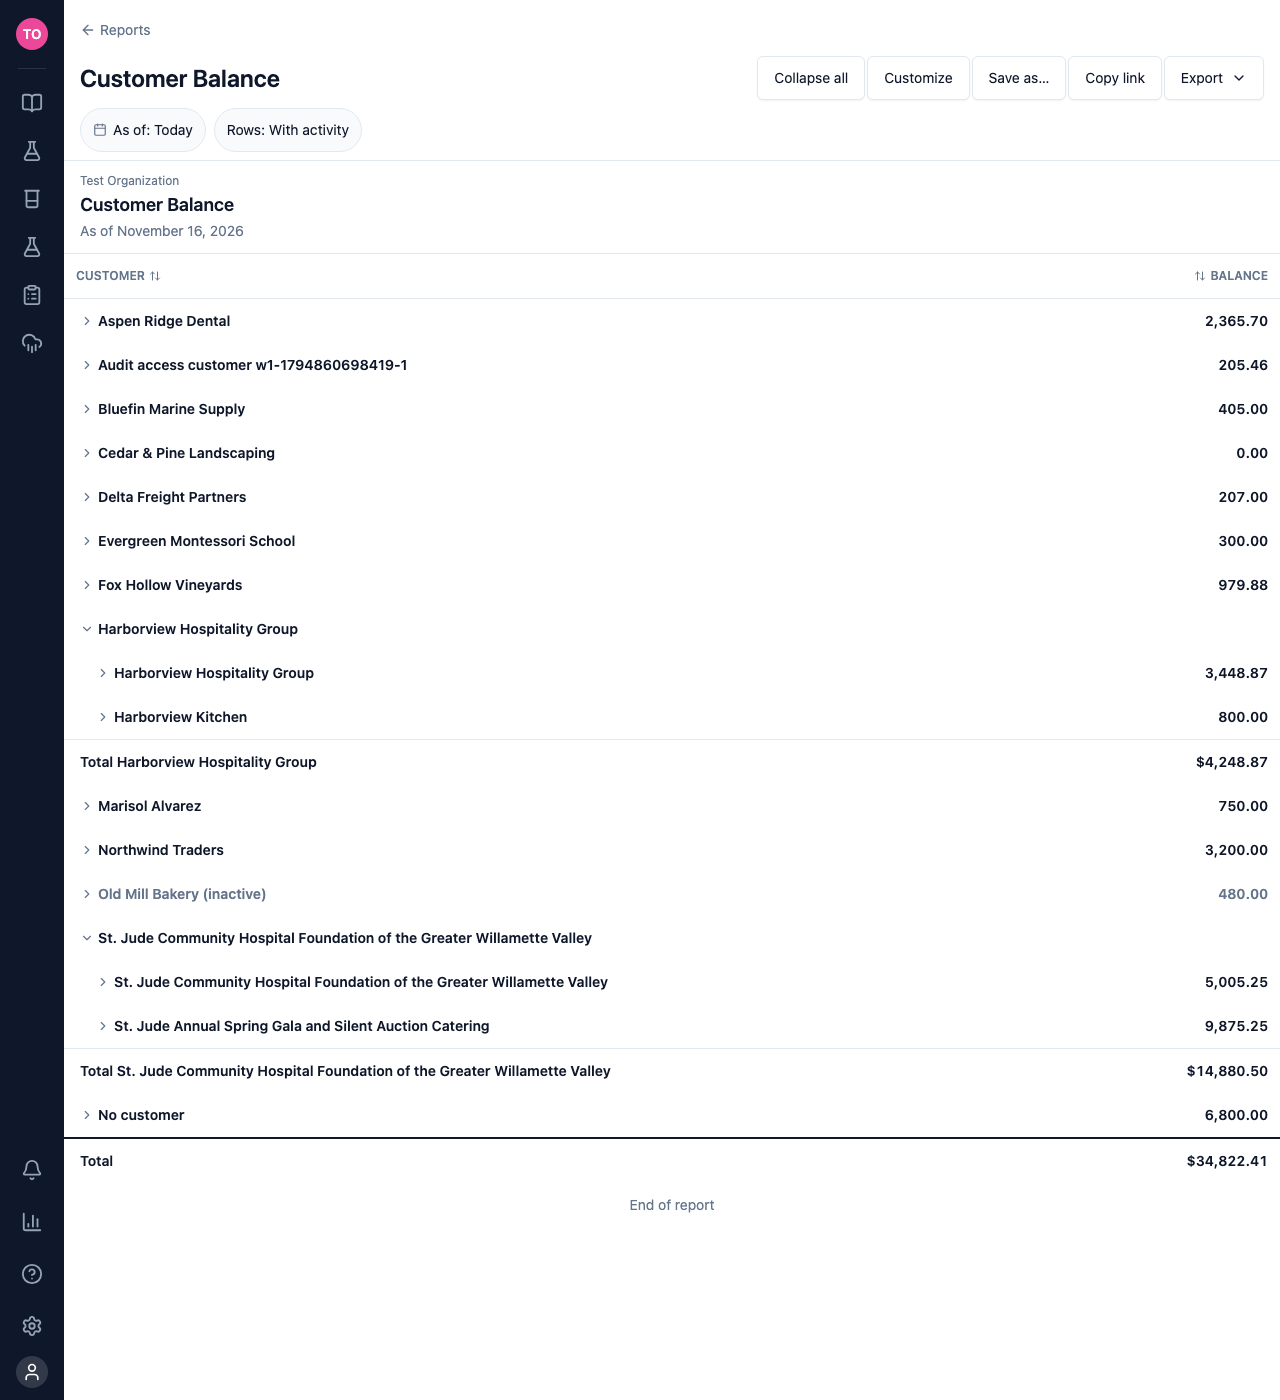 TO
Reports
Customer Balance
Collapse all
Customize
Save as...
Copy link
Export
As of: Today
Rows: With activity
Test Organization
Customer Balance
As of November 16, 2026
CUSTOMER BALANCE
Aspen Ridge Dental 2,365.70
Audit access customer w1-1794860698419-1 205.46
Bluefin Marine Supply 405.00
Cedar & Pine Landscaping 0.00
Delta Freight Partners 207.00
Evergreen Montessori School 300.00
Fox Hollow Vineyards 979.88
Harborview Hospitality Group
Harborview Hospitality Group 3,448.87
Harborview Kitchen 800.00
Total Harborview Hospitality Group $4,248.87
Marisol Alvarez 750.00
Northwind Traders 3,200.00
Old Mill Bakery (inactive) 480.00
St. Jude Community Hospital Foundation of the Greater Willamette Valley
St. Jude Community Hospital Foundation of the Greater Willamette Valley 5,005.25
St. Jude Annual Spring Gala and Silent Auction Catering 9,875.25
Total St. Jude Community Hospital Foundation of the Greater Willamette Valley $14,880.50
No customer 6,800.00
Total $34,822.41
End of report